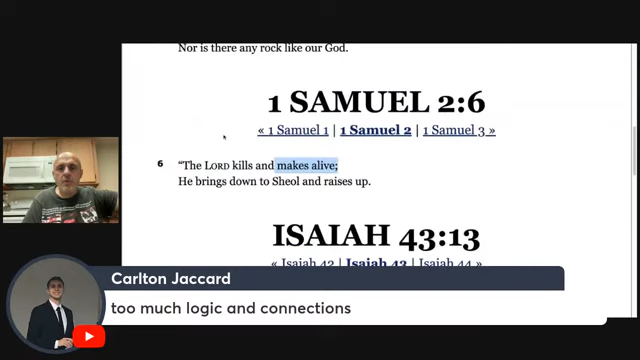 Nor is there any rock like our God.
1 SAMUEL 2:6
« 1 Samuel 1 | 1 Samuel 2 | 1 Samuel 3 »
6 “The LORD kills and makes alive;
He brings down to Sheol and raises up.
ISAIAH 43:13
« Isaiah 42 | Isaiah 43 | Isaiah 44 »
Carlton Jaccard
too much logic and connections